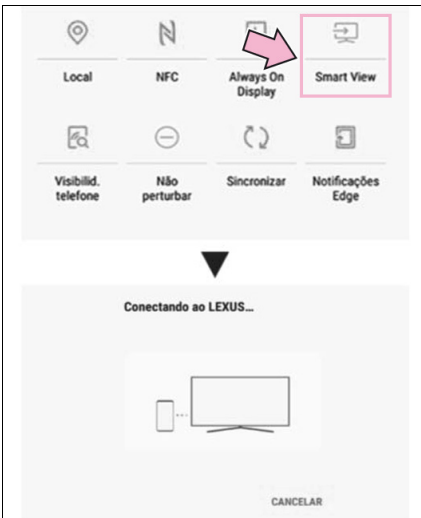 Local
NFC
Always On
Display
Smart View
Visibilid.
telefone
Não
perturbar
Sincronizar
Notificações
Edge
Conectando ao LEXUS...
CANCELAR